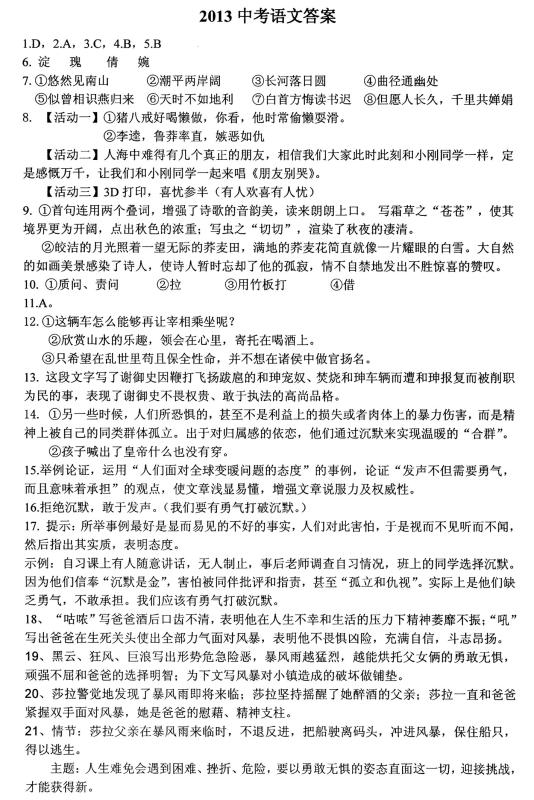 2013 中考语文答案
1.D，2.A，3.C，4.B，5.B
6. 淀　瑰　倩　婉
7. ①悠然见南山　②潮平两岸阔　③长河落日圆　④曲径通幽处
⑤似曾相识燕归来　⑥天时不如地利　⑦白首方悔读书迟　⑧但愿人长久，千里共婵娟
8. 【活动一】①猪八戒好喝懒做，你看，他时常偷懒耍滑。
②李逵，鲁莽率直，嫉恶如仇
【活动二】人海中难得有几个真正的朋友，相信我们大家此时此刻和小刚同学一样，定
是感慨万千，让我们和小刚同学一起来唱《朋友别哭》。
【活动三】3D 打印，喜忧参半（有人欢喜有人忧）
9. ①首句连用两个叠词，增强了诗歌的音韵美，读来朗朗上口。 写霜草之“苍苍”，使其
境界更为开阔，点出秋色的浓重；写虫之“切切”，渲染了秋夜的凄清。
②皎洁的月光照着一望无际的荞麦田，满地的荞麦花简直就像一片耀眼的白雪。大自然
的如画美景感染了诗人，使诗人暂时忘却了他的孤寂，情不自禁地发出不胜惊喜的赞叹。
10. ①质问、责问　②拉　③用竹板打　④借
11.A。
12.①这辆车怎么能够再让宰相乘坐呢？
②欣赏山水的乐趣，领会在心里，寄托在喝酒上。
③只希望在乱世里苟且保全性命，并不想在诸侯中做官扬名。
13. 这段文字写了谢御史因鞭打飞扬跋扈的和珅宠奴、焚烧和珅车辆而遭和珅报复而被削职
为民的事，表现了谢御史不畏权贵、敢于执法的高尚品格。
14. ①另一些时候，人们所恐惧的，甚至不是利益上的损失或者肉体上的暴力伤害，而是精
神上被自己的同类群体孤立。出于对归属感的依恋，他们通过沉默来实现温暖的“合群”。
②孩子喊出了皇帝什么也没有穿。
15.举例论证，运用“人们面对全球变暖问题的态度”的事例，论证“发声不但需要勇气，
而且意味着承担”的观点，使文章浅显易懂，增强文章说服力及权威性。
16.拒绝沉默，敢于发声。（我们要有勇气打破沉默。）
17. 提示：所举事例最好是显而易见的不好的事实，人们对此害怕，于是视而不见听而不闻，
然后指出其实质，表明态度。
示例：自习课上有人随意讲话，无人制止，事后老师调查自习情况，班上的同学选择沉默。
因为他们信奉“沉默是金”，害怕被同伴批评和指责，甚至“孤立和仇视”。实际上是他们缺
乏勇气，不敢承担。我们应该有勇气打破沉默。
18、“咕哝”写爸爸酒后口齿不清，表明他在人生不幸和生活的压力下精神萎靡不振；“吼”
写出爸爸在生死关头使出全部力气面对风暴，表明他不畏惧凶险，充满自信，斗志昂扬。
19、黑云、狂风、巨浪写出形势危急险恶，暴风雨越猛烈，越能烘托父女俩的勇敢无惧，
顽强不屈和爸爸的选择明智；为下文写风暴对小镇造成的破坏做铺垫。
20、莎拉警觉地发现了暴风雨即将来临；莎拉坚持摇醒了她醉酒的父亲；莎拉一直和爸爸
紧握双手面对风暴，她是爸爸的慰藉、精神支柱。
21、情节：莎拉父亲在暴风雨来临时，不退反进，把船驶离码头，冲进风暴，保住船只，
得以逃生。
主题：人生难免会遇到困难、挫折、危险，要以勇敢无惧的姿态直面这一切，迎接挑战，
才能获得新。